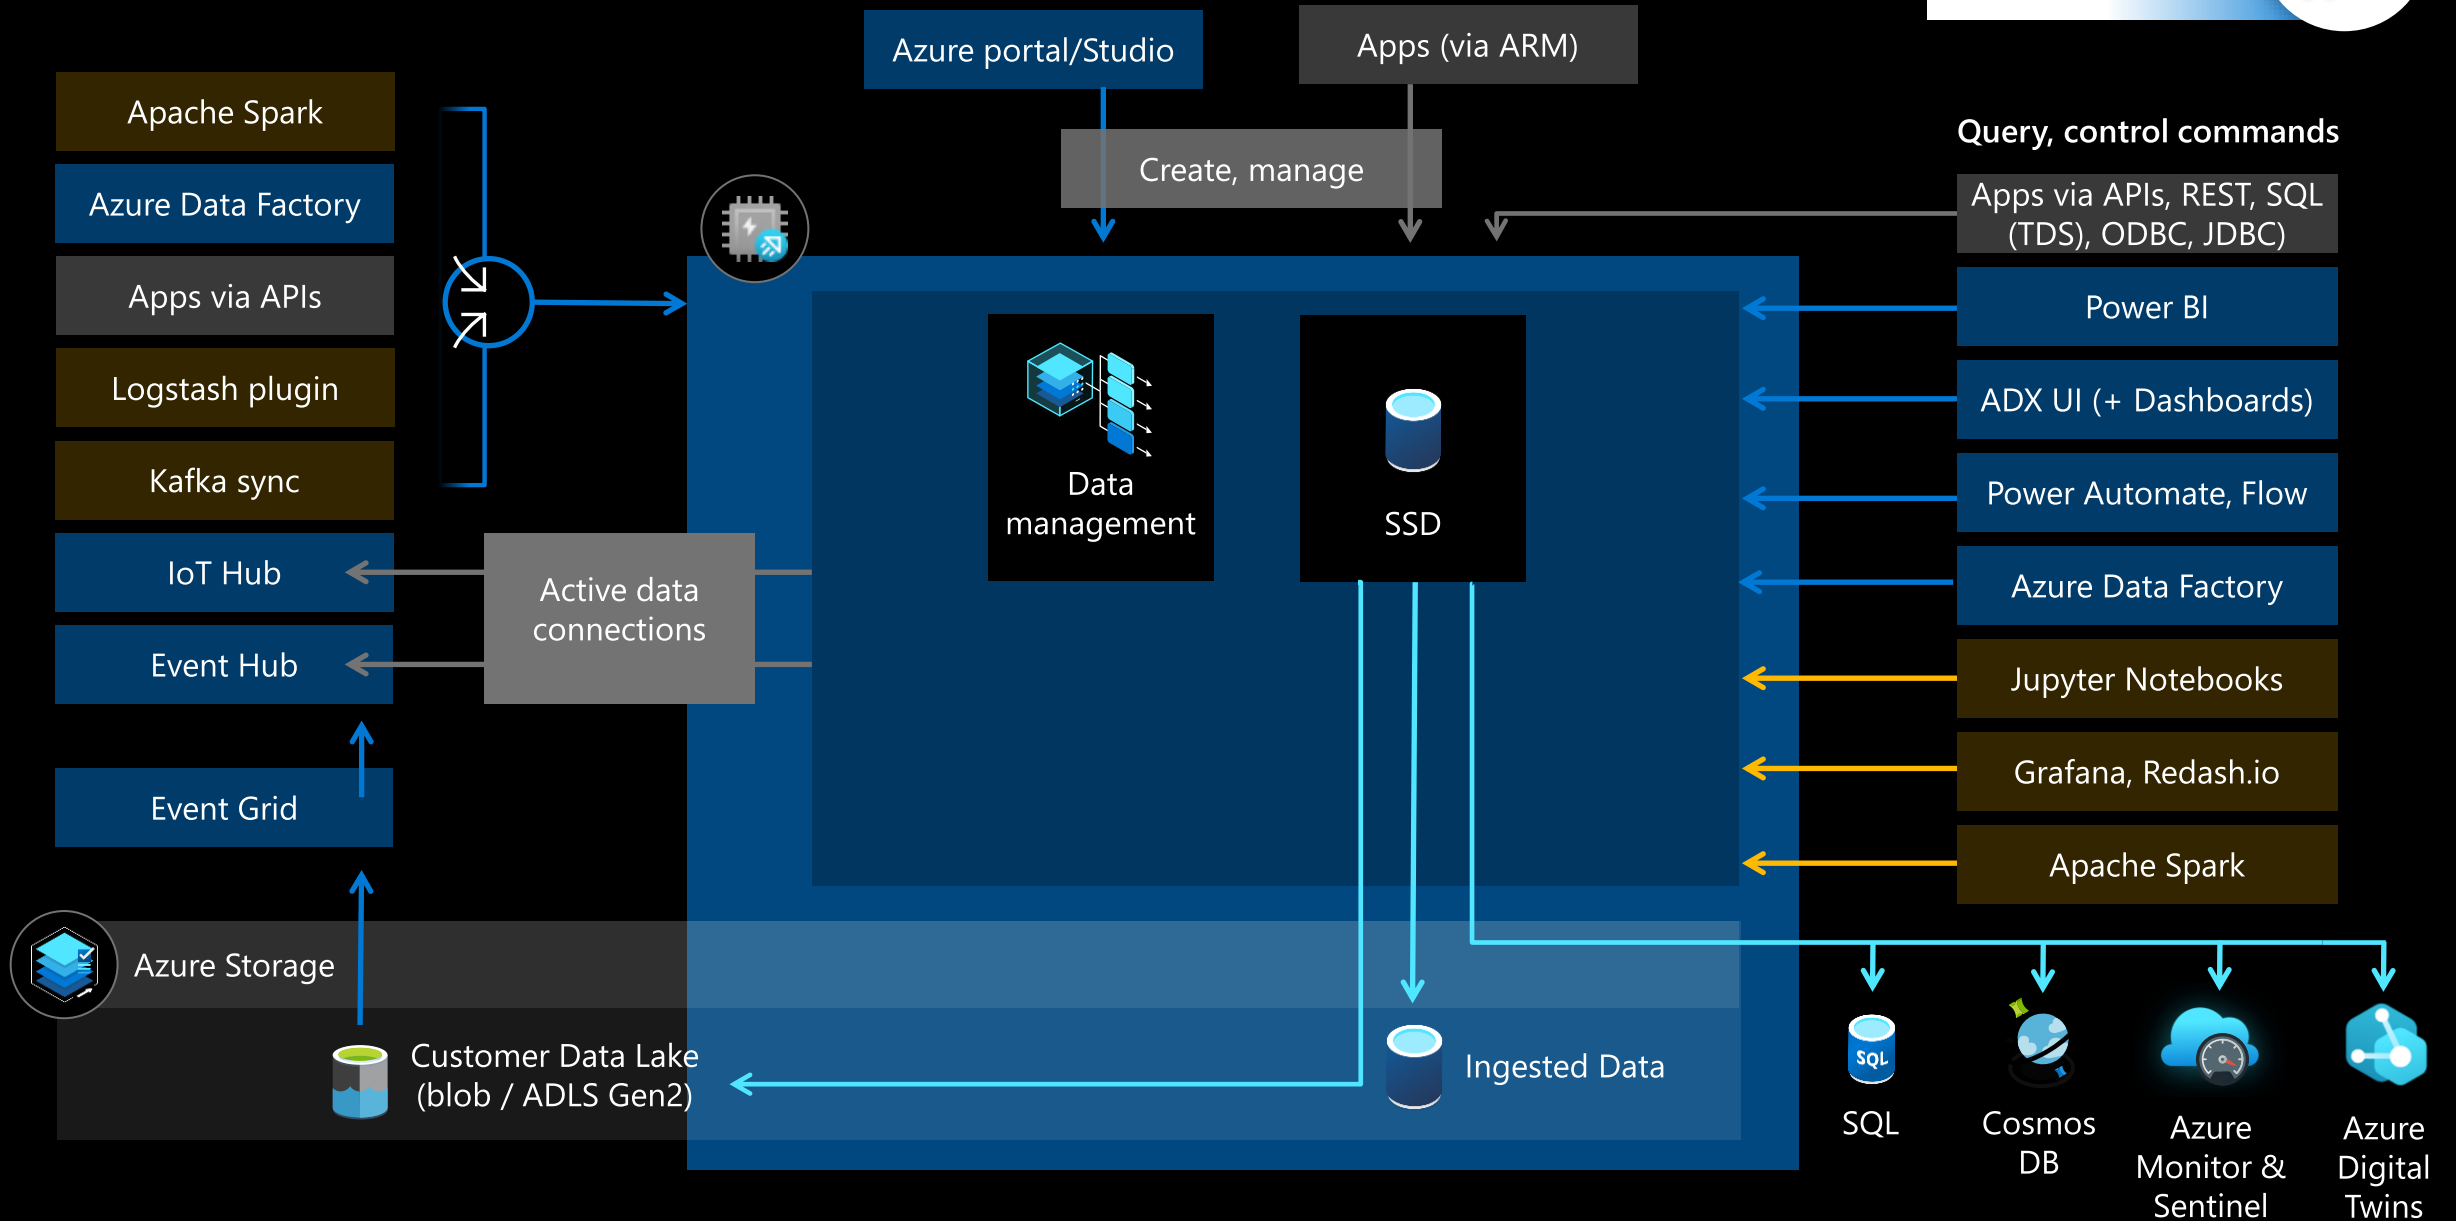 Azure portal/Studio
Apps (via ARM)
Create, manage
Apache Spark
Azure Data Factory
Apps via APIs
Logstash plugin
Kafka sync
IoT Hub
Event Hub
Event Grid
Active data
connections
Data
management
SSD
Query, control commands
Apps via APIs, REST, SQL
(TDS), ODBC, JDBC)
Power BI
ADX UI (+ Dashboards)
Power Automate, Flow
Azure Data Factory
Jupyter Notebooks
Grafana, Redash.io
Apache Spark
Azure Storage
Customer Data Lake
(blob / ADLS Gen2)
Ingested Data
SQL
SQL
Cosmos
DB
Azure
Monitor &
Sentinel
Azure
Digital
Twins